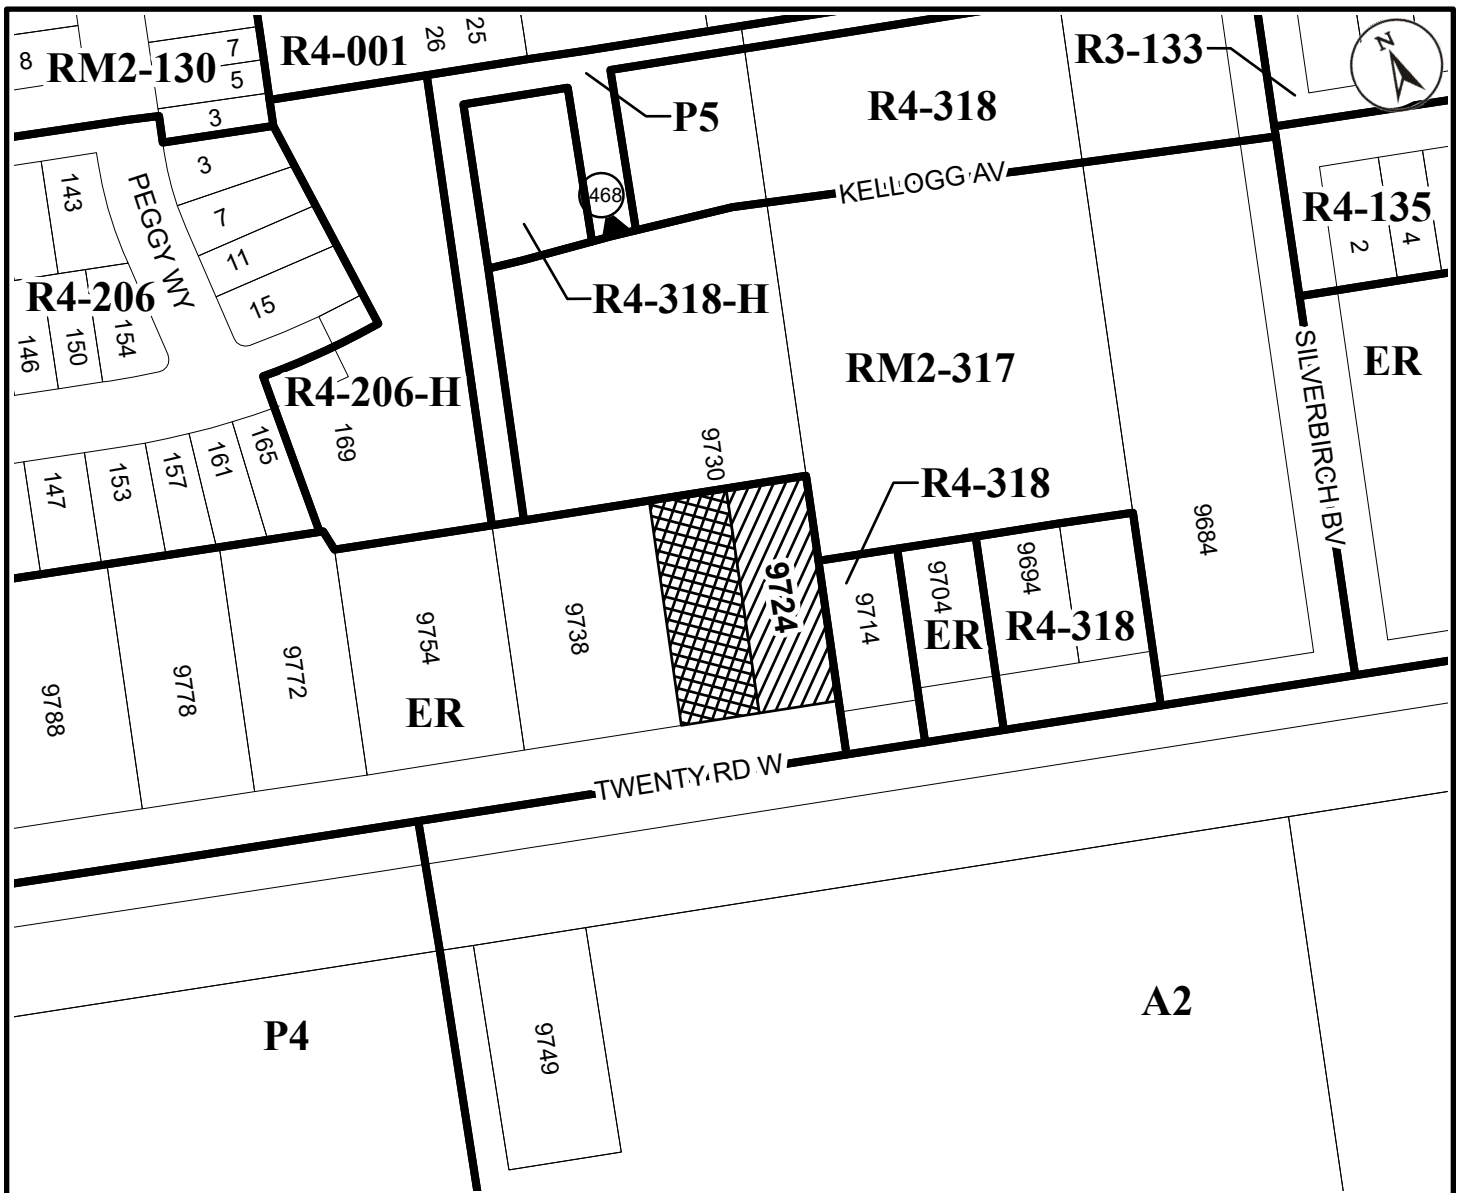 8
RM2-130
7
5
3
R4-001
26
25
R3-133
N
P5
R4-318
3
7
11
15
143
PEGGY WY
468
KELLOGG AV
R4-135
2
4
R4-206
146
150
154
R4-318-H
R4-206-H
169
RM2-317
SILVERBIRCH BV
ER
147
153
157
161
165
9730
R4-318
9684
9724
9714
9704
ER
9694
R4-318
9788
9778
9772
9754
ER
9738
TWENTY RD W
P4
9749
A2